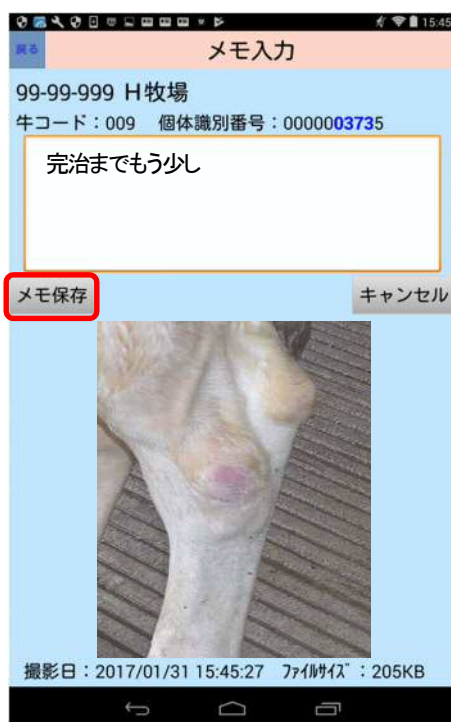 15:45
戻る
メモ入力
99-99-999 H牧場
牛コード：009 個体識別番号：0000003735
完治までもう少し
メモ保存
キャンセル
撮影日：2017/01/31 15:45:27 ﾌｧｲﾙｻｲｽﾞ：205KB